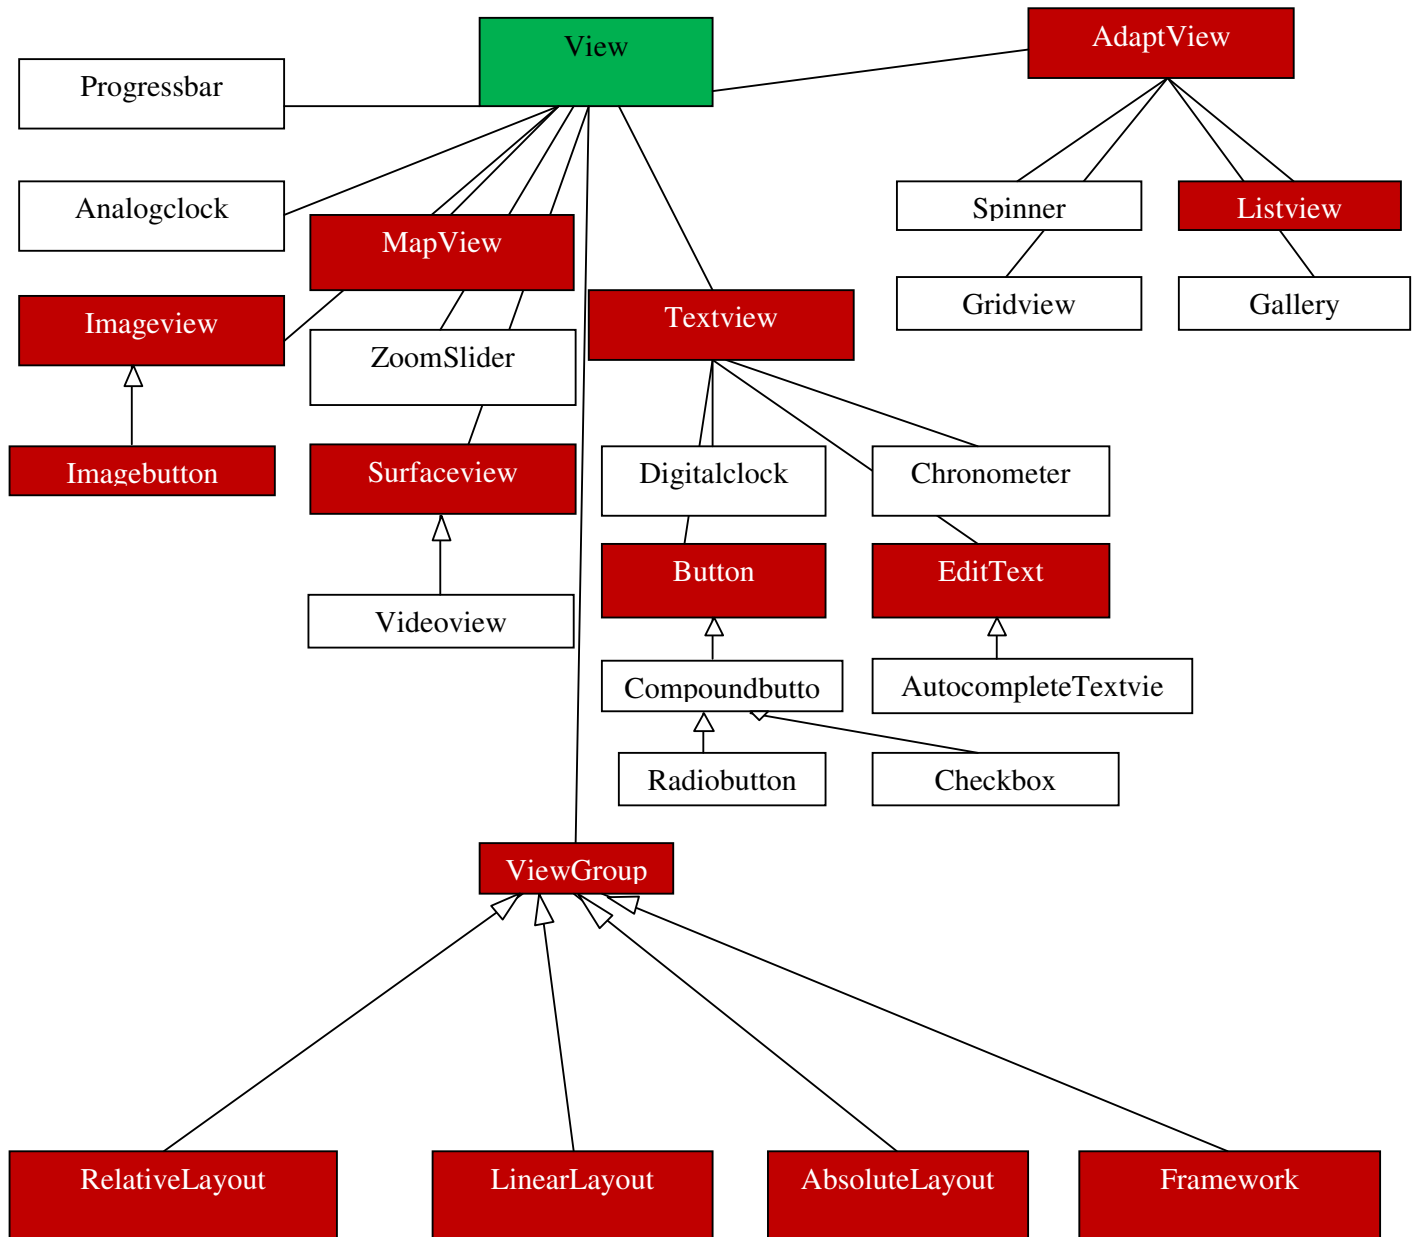 View
AdaptView
Progressbar
Analogclock
Spinner
Listview
MapView
Gridview
Gallery
Imageview
Textview
ZoomSlider
Imagebutton
Surfaceview
Digitalclock
Chronometer
Button
EditText
Videoview
Compoundbutto
AutocompleteTextvie
Radiobutton
Checkbox
ViewGroup
RelativeLayout
LinearLayout
AbsoluteLayout
Framework